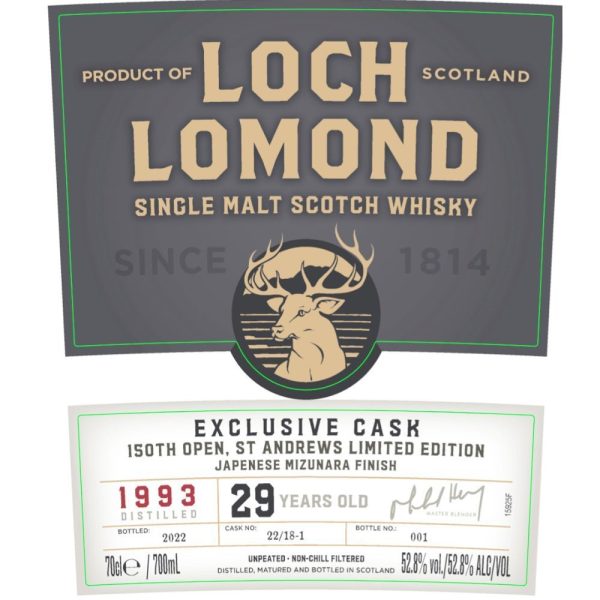 PRODUCT OF LOCH SCOTLAND
LOMOND
SINGLE MALT SCOTCH WHISKY
SINCE 1814
EXCLUSIVE CASK
150TH OPEN, ST ANDREWS LIMITED EDITION
JAPENESE MIZUNARA FINISH
1993 29 YEARS OLD
DISTILLED
MASTER BLENDER
15925F
BOTTLED: 2022 CASK NO: 22/18-1 BOTTLE NO: 001
70cl e / 700ml
UNPEATED • NON-CHILL FILTERED
DISTILLED, MATURED AND BOTTLED IN SCOTLAND
52.8% vol./52.8% ALC/VOL